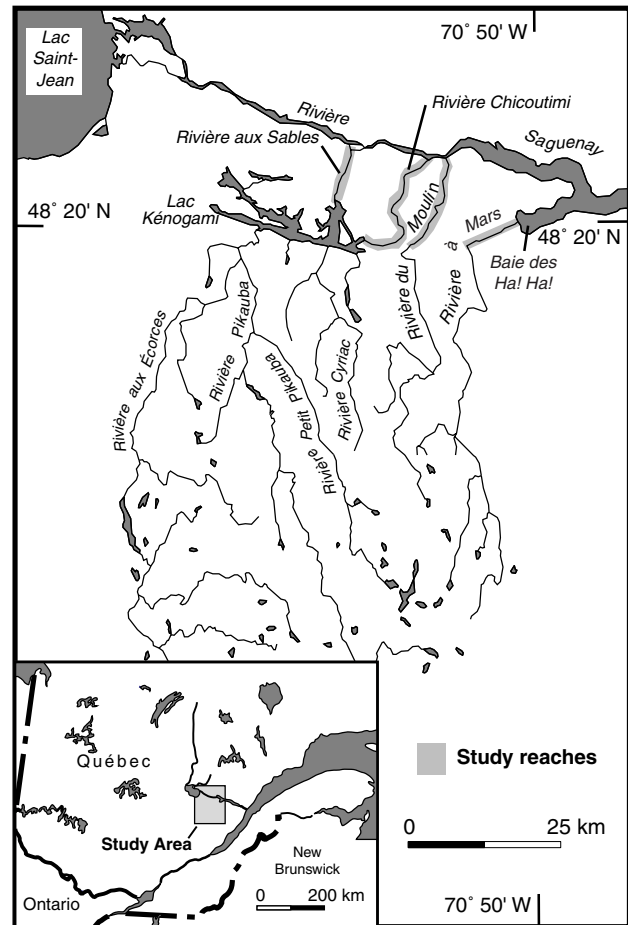 Lac
Saint-
Jean
70° 50' W
Rivière Chicoutimi
Rivière
Rivière aux Sables
Saguenay
Lac
Kénogami
Moulin
48° 20' N
Mars
48° 20' N
Baie des
Ha! Ha!
Rivière à
Rivière du
Rivière Pikauba
Rivière aux Écorces
Rivière Cyriac
Rivière Petit Pikauba
Québec
Study Area
New
Brunswick
Ontario
0 200 km
Study reaches
0 25 km
70° 50' W